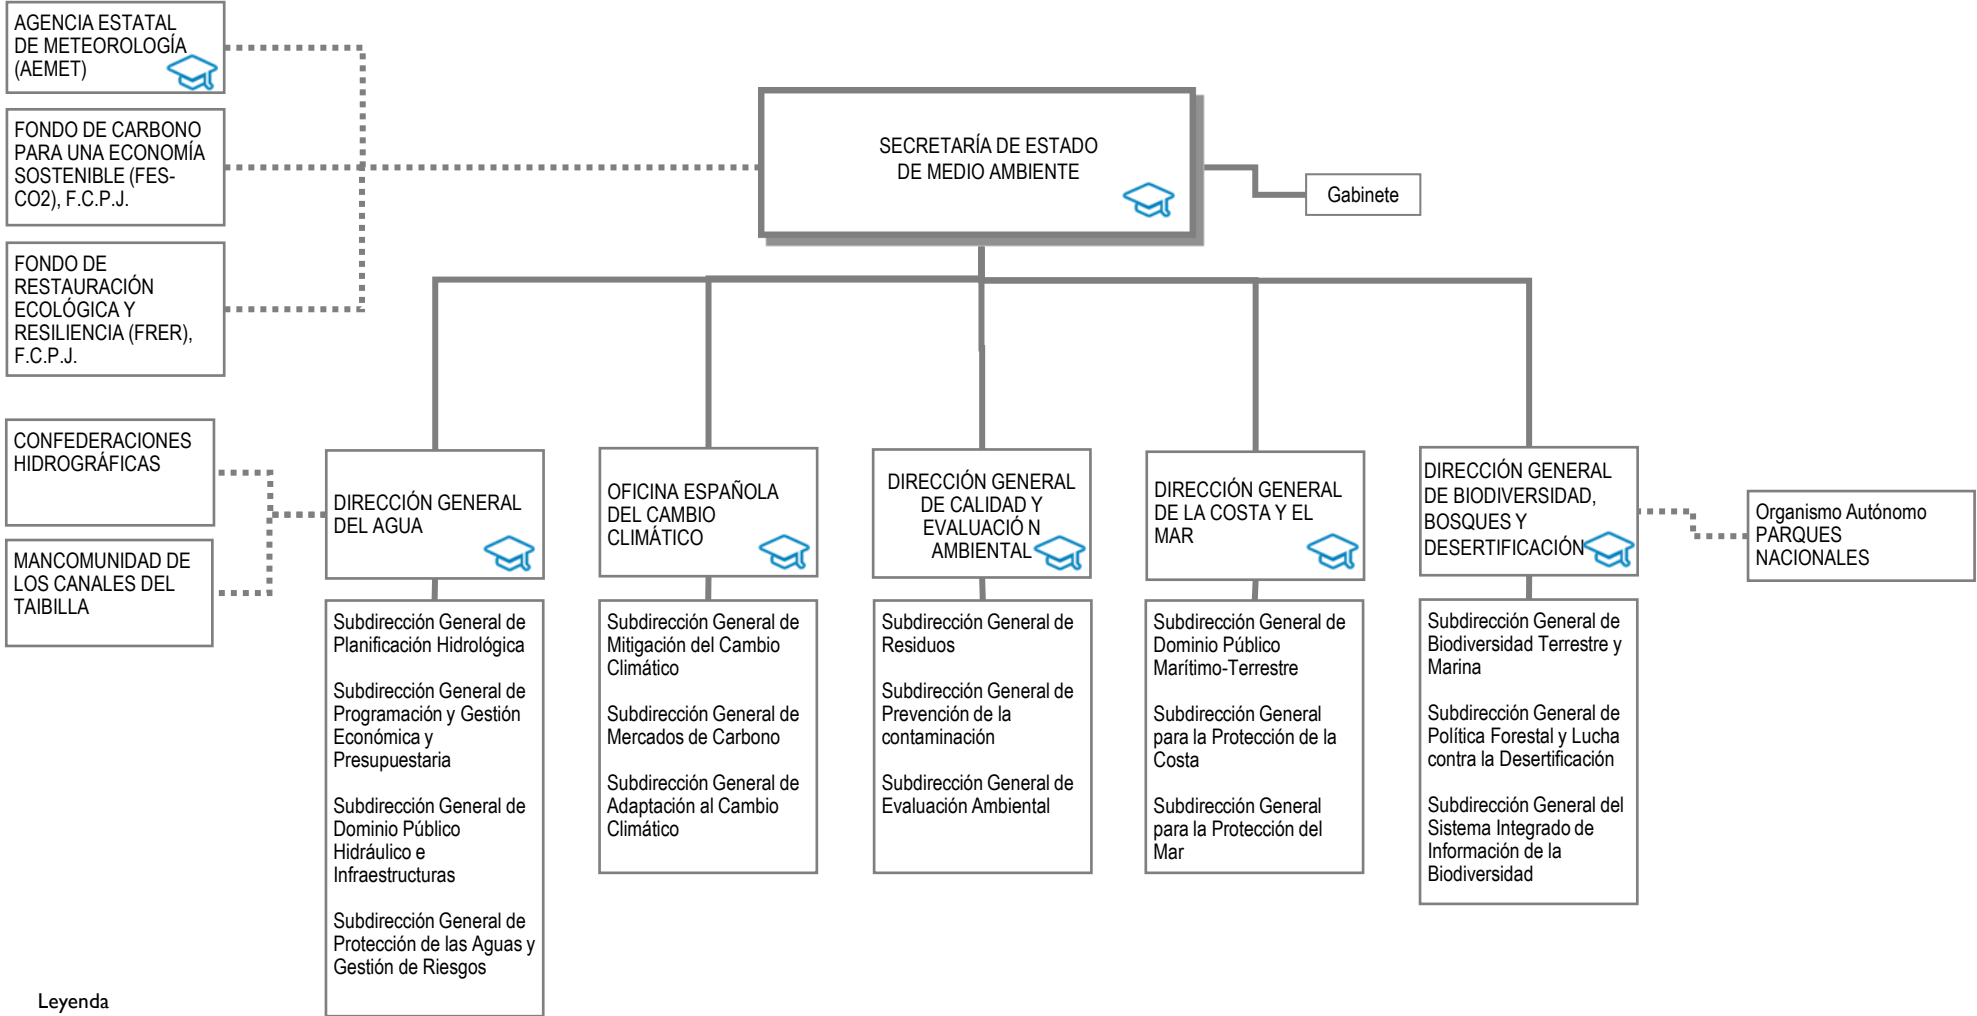 AGENCIA ESTATAL
DE METEOROLOGÍA
(AEMET)
FONDO DE CARBONO
PARA UNA ECONOMÍA
SOSTENIBLE (FES-
CO2), F.C.P.J.
FONDO DE
RESTAURACIÓN
ECOLÓGICA Y
RESILIENCIA (FRER),
F.C.P.J.
SECRETARÍA DE ESTADO
DE MEDIO AMBIENTE
Gabinete
CONFEDERACIONES
HIDROGRÁFICAS
MANCOMUNIDAD DE
LOS CANALES DEL
TAIBILLA
DIRECCIÓN GENERAL
DEL AGUA
OFICINA ESPAÑOLA
DEL CAMBIO
CLIMÁTICO
DIRECCIÓN GENERAL
DE CALIDAD Y
EVALUACIÓ N
AMBIENTAL
DIRECCIÓN GENERAL
DE LA COSTA Y EL
MAR
DIRECCIÓN GENERAL
DE BIODIVERSIDAD,
BOSQUES Y
DESERTIFICACIÓN
Organismo Autónomo
PARQUES
NACIONALES
Subdirección General de
Planificación Hidrológica
Subdirección General de
Programación y Gestión
Económica y
Presupuestaria
Subdirección General de
Dominio Público
Hidráulico e
Infraestructuras
Subdirección General de
Protección de las Aguas y
Gestión de Riesgos
Subdirección General de
Mitigación del Cambio
Climático
Subdirección General de
Mercados de Carbono
Subdirección General de
Adaptación al Cambio
Climático
Subdirección General de
Residuos
Subdirección General de
Prevención de la
contaminación
Subdirección General de
Evaluación Ambiental
Subdirección General de
Dominio Público
Marítimo-Terrestre
Subdirección General
para la Protección de la
Costa
Subdirección General
para la Protección del
Mar
Subdirección General de
Biodiversidad Terrestre y
Marina
Subdirección General de
Política Forestal y Lucha
contra la Desertificación
Subdirección General del
Sistema Integrado de
Información de la
Biodiversidad
Leyenda